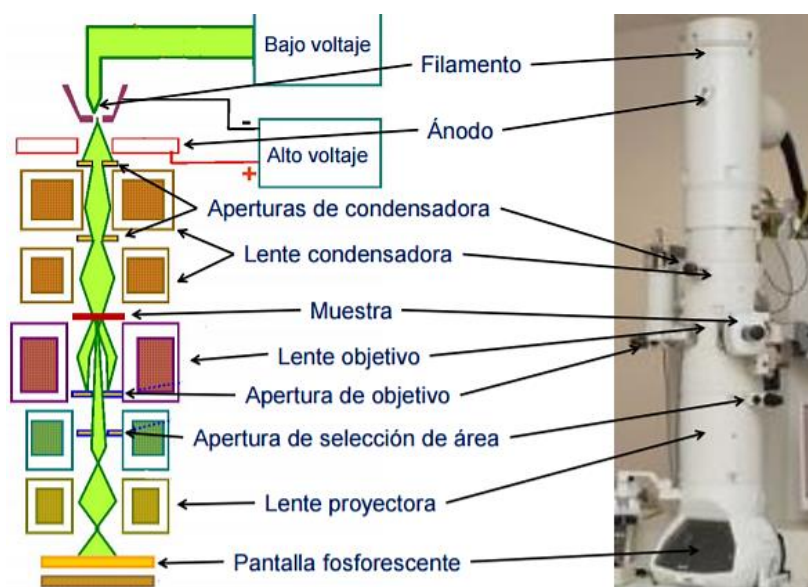 Bajo voltaje
Filamento
-
Ánodo
Alto voltaje
+
Aperturas de condensadora
Lente condensadora
Muestra
Lente objetivo
Apertura de objetivo
Apertura de selección de área
Lente proyectora
Pantalla fosforescente